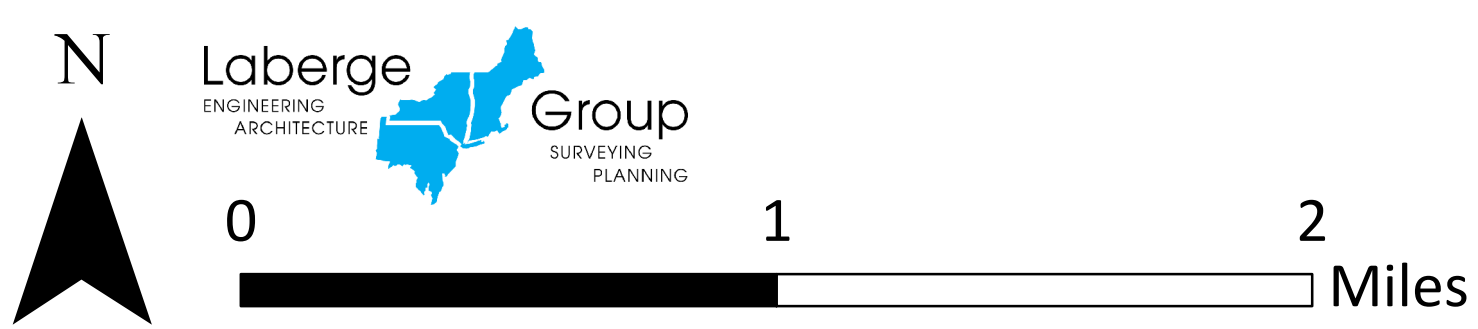 N
Laberge
ENGINEERING
ARCHITECTURE
Group
SURVEYING
PLANNING
0 1 2
Miles